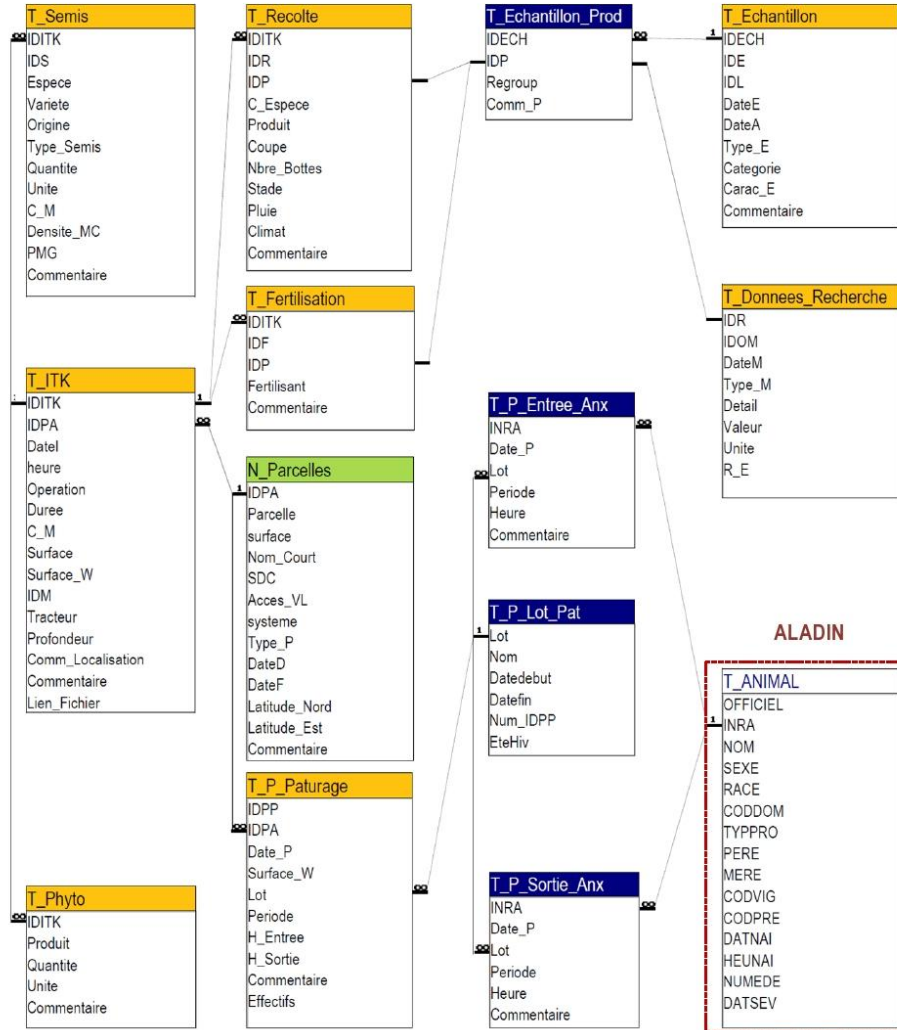 T_Semis
IDITK
IDS
Espece
Variete
Origine
Type_Semis
Quantite
Unite
C_M
Densite_MC
PMG
Commentaire
T_Recolte
IDITK
IDR
IDP
C_Espece
Produit
Coupe
Nbre_Bottes
Stade
Pluie
Climat
Commentaire
T_Echantillon_Prod
IDECH
IDP
Regroup
Comm_P
T_Echantillon
IDECH
IDE
IDL
DateE
DateA
Type_E
Categorie
Carac_E
Commentaire
T_Fertilisation
IDITK
IDF
IDP
Fertilisant
Commentaire
T_Donnees_Recherche
IDR
IDOM
DateM
Type_M
Detail
Valeur
Unite
R_E
T_ITK
IDITK
IDPA
DateI
heure
Operation
Duree
C_M
Surface
Surface_W
IDM
Tracteur
Profondeur
Comm_Localisation
Commentaire
Lien_Fichier
N_Parcelles
IDPA
Parcelle
surface
Nom_Court
SDC
Acces_VL
systeme
Type_P
DateD
DateF
Latitude_Nord
Latitude_Est
Commentaire
T_P_Entree_Anx
INRA
Date_P
Lot
Periode
Heure
Commentaire
T_P_Lot_Pat
Lot
Nom
Datedebut
Datefin
Num_IDPP
EteHiv
ALADIN
T_ANIMAL
OFFICIEL
INRA
NOM
SEXE
RACE
CODDOM
TYPPRO
PERE
MERE
CODVIG
CODPRE
DATNAI
HEUNAI
NUMEDE
DATSEV
T_P_Paturage
IDPP
IDPA
Date_P
Surface_W
Lot
Periode
H_Entree
H_Sortie
Commentaire
Effectifs
T_P_Sortie_Anx
INRA
Date_P
Lot
Periode
Heure
Commentaire
T_Phyto
IDITK
Produit
Quantite
Unite
Commentaire
1
1
1
1
1
∞
∞
∞
∞
∞
∞
∞
∞
∞
∞
∞
∞